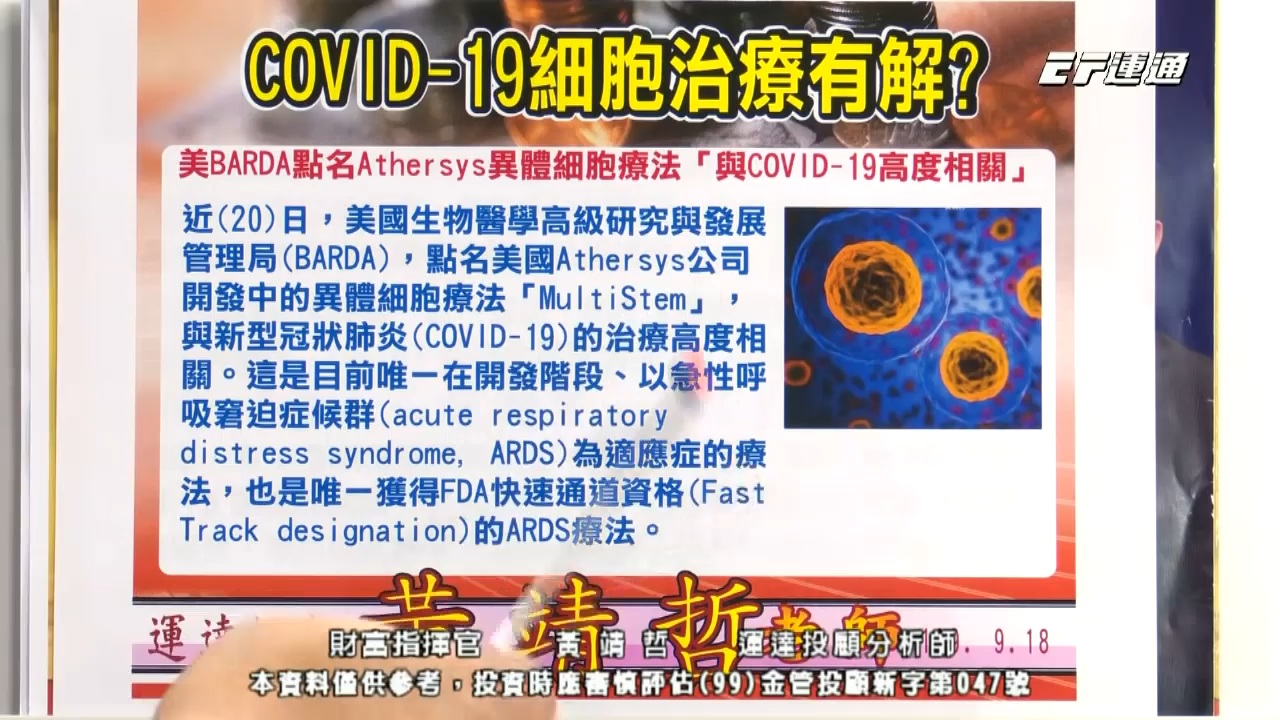 COVID-19細胞治療有解?
EF運通
美BARDA點名Athersys異體細胞療法「與COVID-19高度相關」
近(20)日，美國生物醫學高級研究與發展
管理局(BARDA)，點名美國Athersys公司
開發中的異體細胞療法「MultiStem」，
與新型冠狀肺炎(COVID-19)的治療高度相
關。這是目前唯一在開發階段、以急性呼
吸窘迫症候群(acute respiratory
distress syndrome, ARDS)為適應症的療
法，也是唯一獲得FDA快速通道資格(Fast
Track designation)的ARDS療法。
運達 黃靖哲老師 9.18
財富指揮官 黃靖哲 運達投顧分析師
本資料僅供參考，投資時應審慎評估(99)金管投顧新字第047號